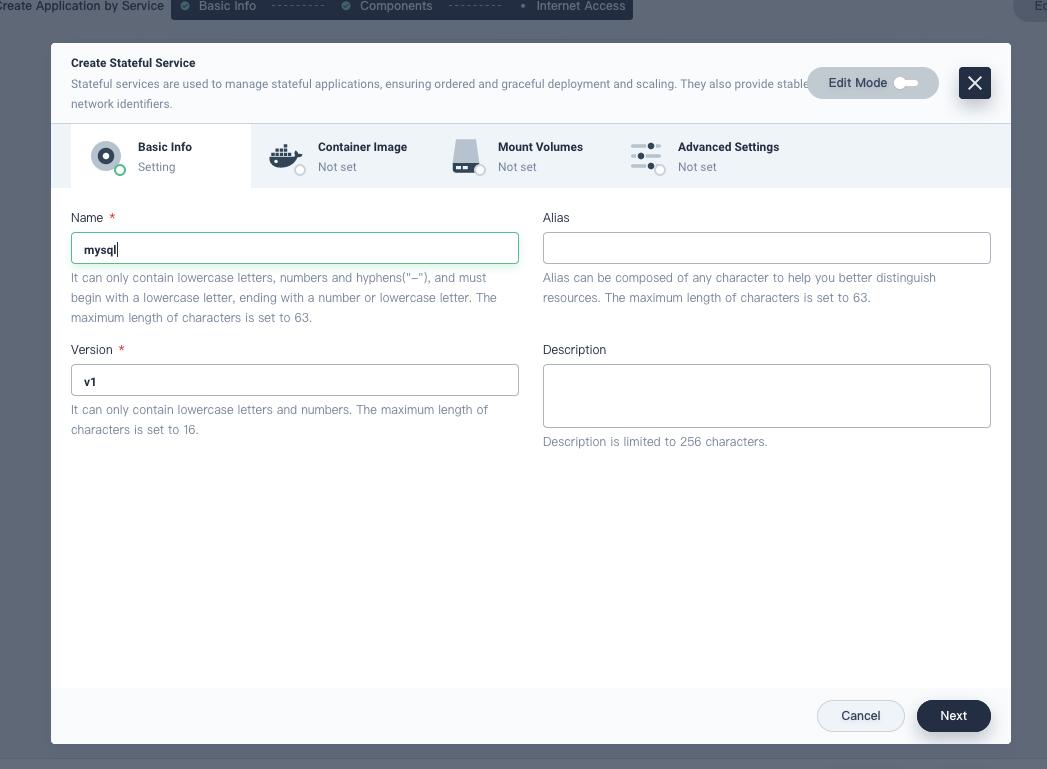 Create Application by Service
Basic Info
Components
Internet Access
Create Stateful Service
Stateful services are used to manage stateful applications, ensuring ordered and graceful deployment and scaling. They also provide stable
network identifiers.
Edit Mode
Basic Info
Setting
Container Image
Not set
Mount Volumes
Not set
Advanced Settings
Not set
Name *
mysql
It can only contain lowercase letters, numbers and hyphens("-"), and must
begin with a lowercase letter, ending with a number or lowercase letter. The
maximum length of characters is set to 63.
Alias
Alias can be composed of any character to help you better distinguish
resources. The maximum length of characters is set to 63.
Version *
v1
It can only contain lowercase letters and numbers. The maximum length of
characters is set to 16.
Description
Description is limited to 256 characters.
Cancel
Next